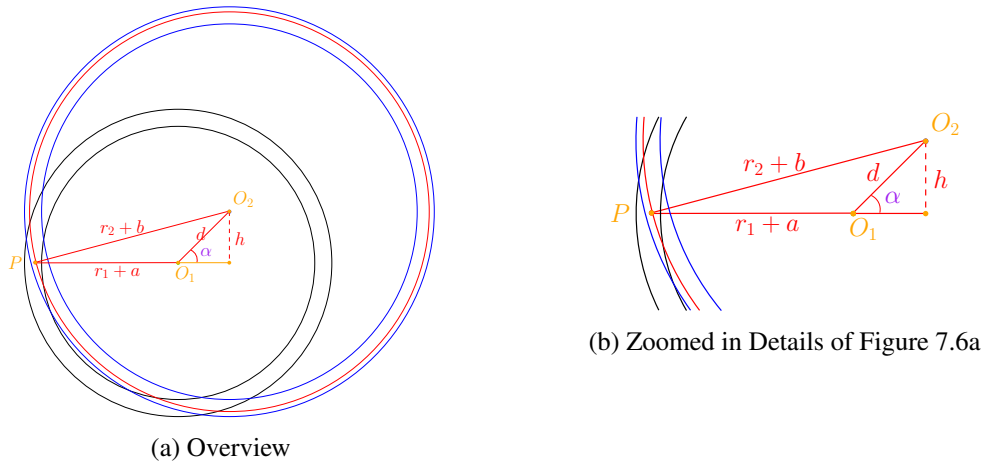 P
r₂ + b
r₁ + a
d
O₂
h
α
O₁
(a) Overview
O₂
r₂ + b
d
h
α
P
r₁ + a
O₁
(b) Zoomed in Details of Figure 7.6a